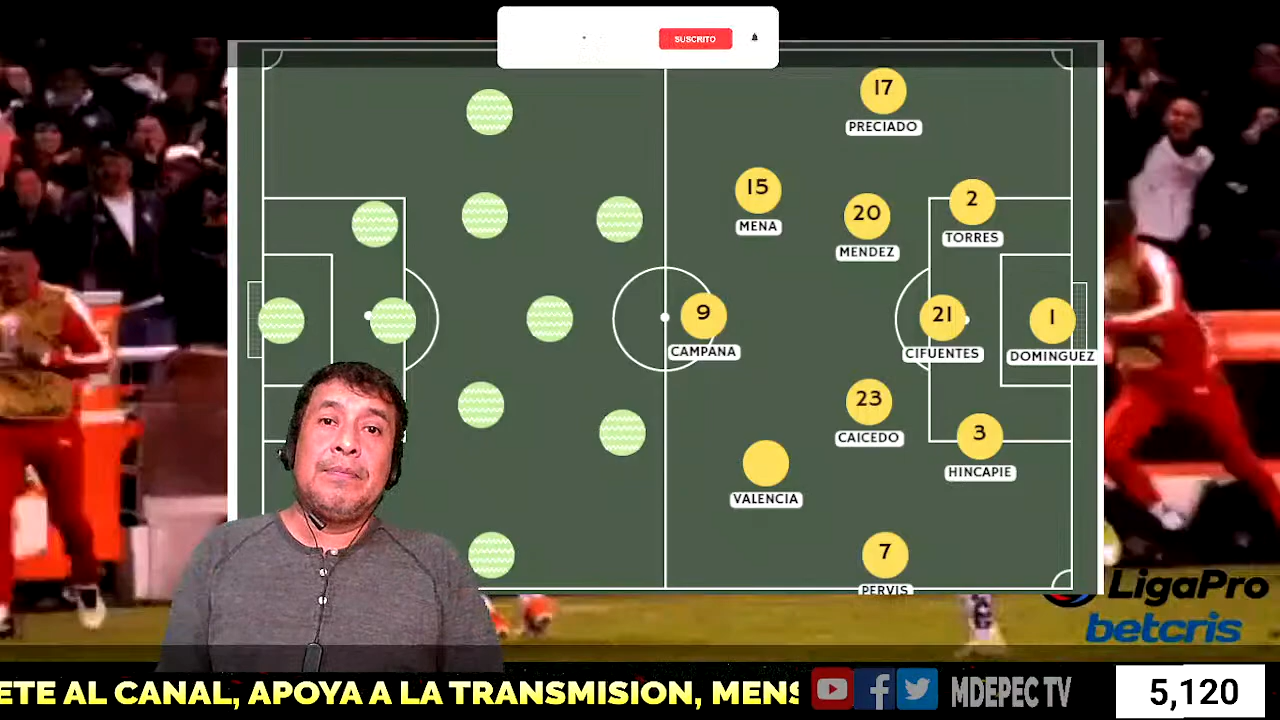 SUSCRITO
17
PRECIADO
15
MENA
20
MENDEZ
2
TORRES
9
CAMPANA
21
CIFUENTES
1
DOMINGUEZ
23
CAICEDO
3
HINCAPIE
VALENCIA
7
PERVIS
LigaPro
betcris
ETE AL CANAL, APOYA A LA TRANSMISION, MENS
MDEPEC TV
5,120